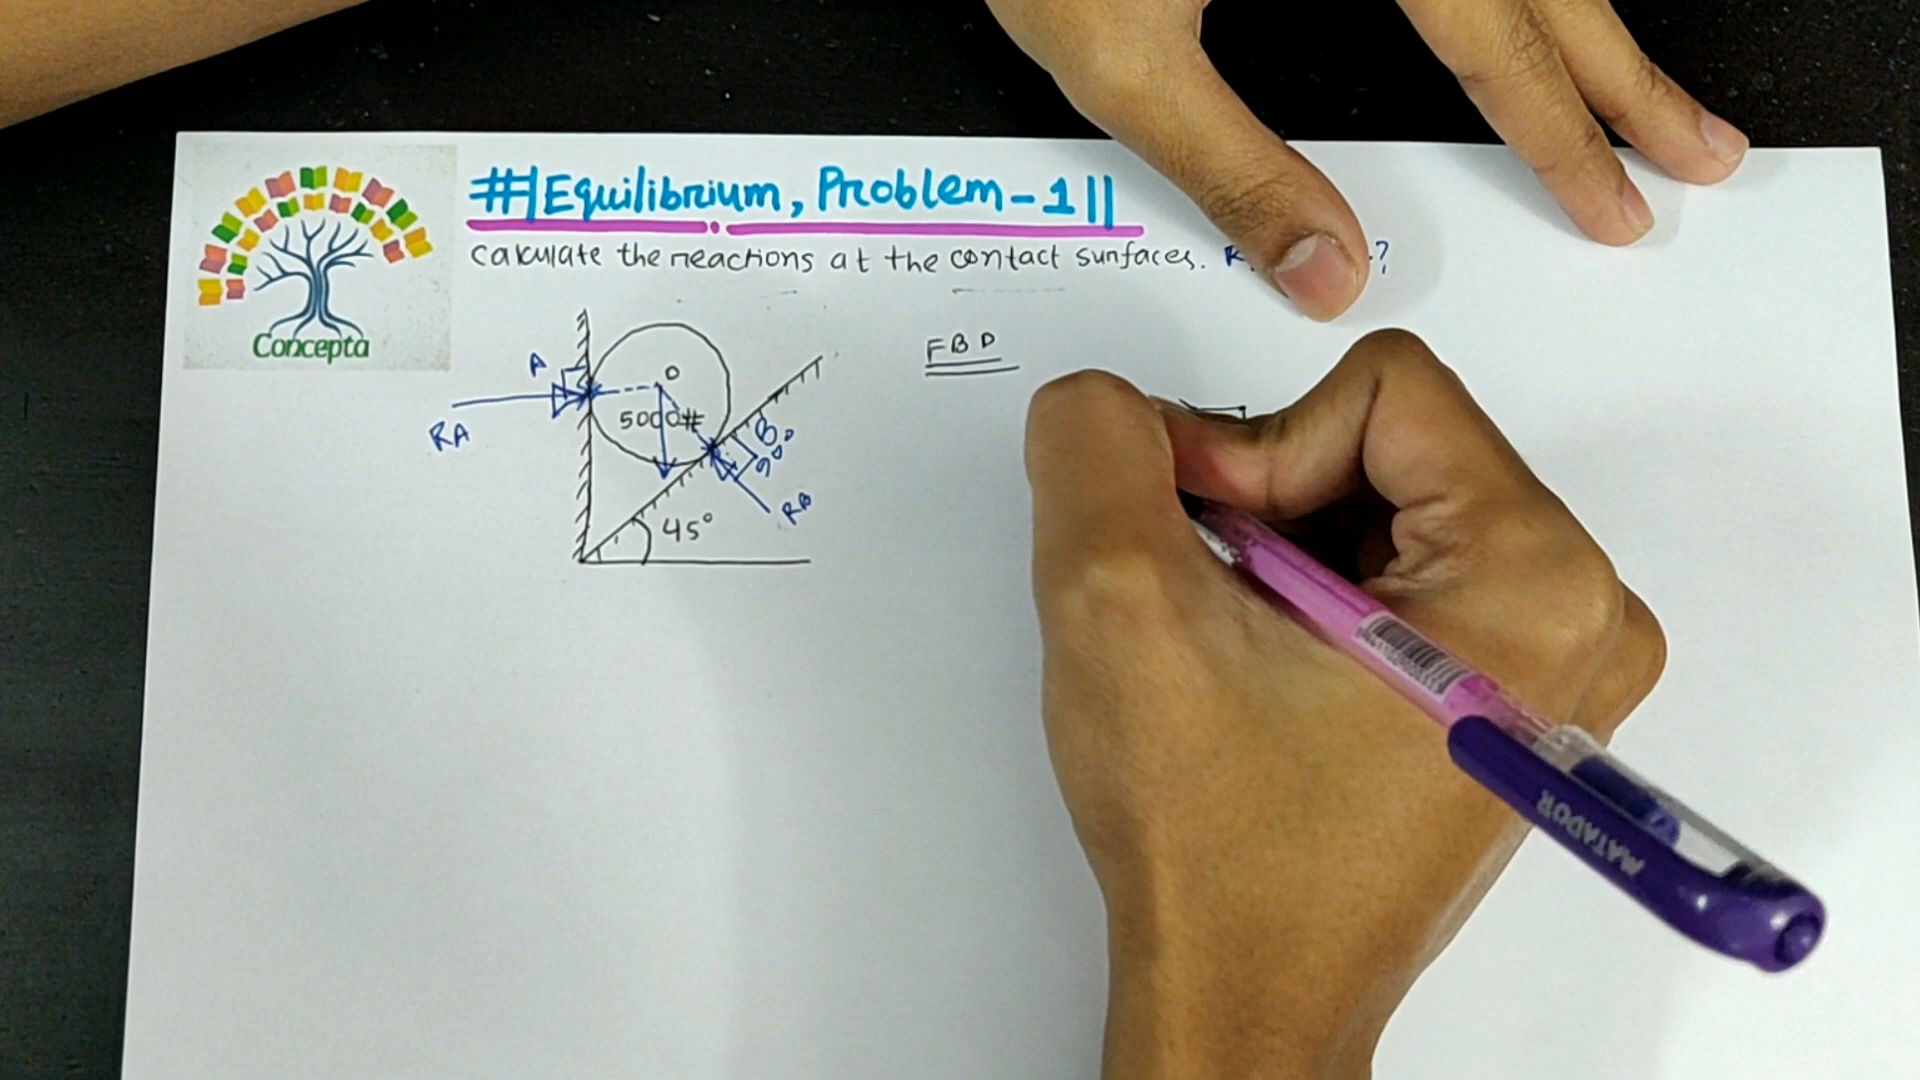 #|Equilibrium, Problem-1||
calculate the reactions at the contact surfaces. ?
Concepta
FBD
A
O
5000#
RA
B
90°
RB
45°
MATADOR